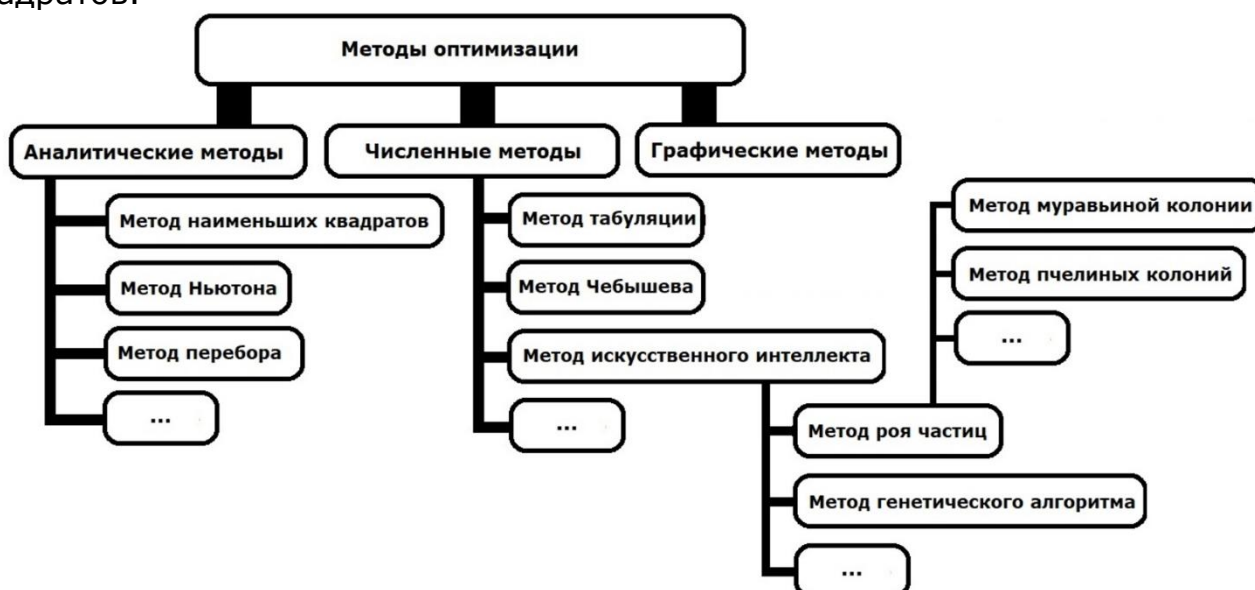 Методы оптимизации
Аналитические методы
Численные методы
Графические методы
Метод наименьших квадратов
Метод Ньютона
Метод перебора
...
Метод табуляции
Метод Чебышева
Метод искусственного интеллекта
...
Метод роя частиц
Метод генетического алгоритма
...
Метод муравьиной колонии
Метод пчелиных колоний
...